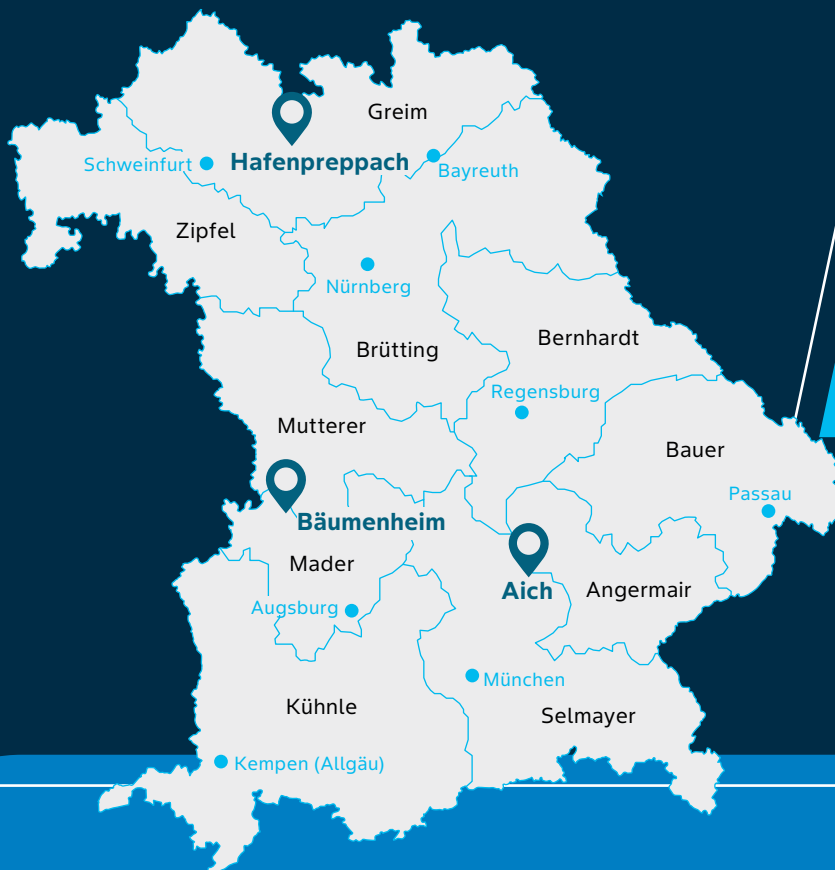 Greim
Schweinfurt
Hafenpreppach
Bayreuth
Zipfel
Nürnberg
Brütting
Bernhardt
Regensburg
Mutterer
Bauer
Passau
Bäumenheim
Mader
Aich
Angermair
Augsburg
München
Kühnle
Selmayer
Kempen (Allgäu)